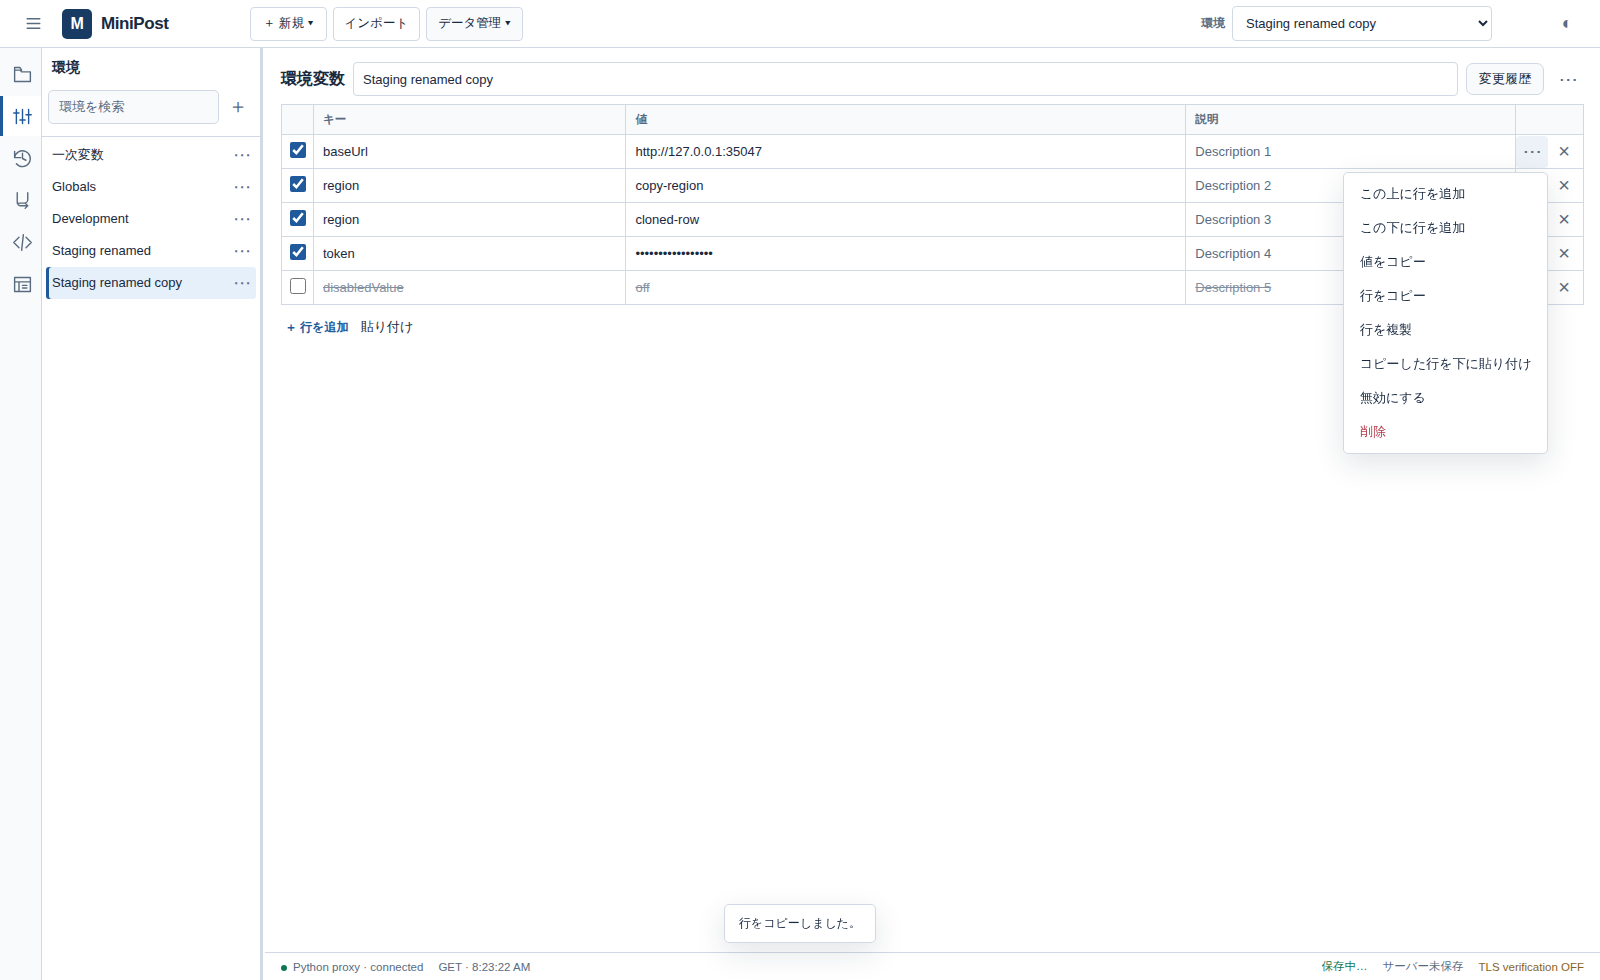 M MiniPost ＋ 新規 ▾ インポート データ管理 ▾ 環境 Staging renamed copy
環境
環境を検索 ＋
一次変数 ···
Globals ···
Development ···
Staging renamed ···
Staging renamed copy ···
環境変数 Staging renamed copy 変更履歴 ···
キー 値 説明
baseUrl http://127.0.0.1:35047 Description 1 ··· ×
region copy-region Description 2 ×
region cloned-row Description 3 ×
token ••••••••••••••••• Description 4 ×
disabledValue off Description 5 ×
+ 行を追加 貼り付け
この上に行を追加
この下に行を追加
値をコピー
行をコピー
行を複製
コピーした行を下に貼り付け
無効にする
削除
行をコピーしました。
Python proxy · connected GET · 8:23:22 AM 保存中… サーバー未保存 TLS verification OFF